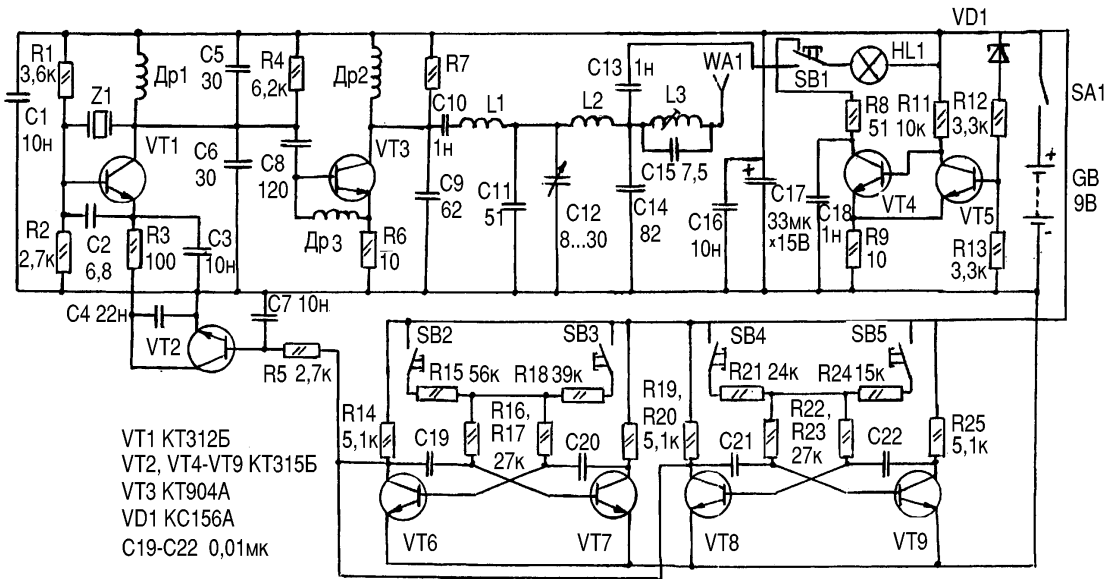 R1
3,6к
Z1
C1
10н
Др1
VT1
R2
2,7к
C2
6,8
R3
100
C3
10н
C4 22н
VT2
C5
30
C6
30
R4
6,2к
C8
120
Др2
VT3
Др3
R6
10
C7 10н
R5 2,7к
R7
C10
1н
L1
C9
62
C11
51
L2
C12
8...30
C13
1н
L3
WA1
C15 7,5
C14
82
C16
10н
+
C17
33мк
×15В
C18
1н
SB1
HL1
VD1
R8
51
R11
10к
R12
3,3к
VT4
VT5
R9
10
R13
3,3к
SA1
+
GB
9В
-
SB2
SB3
R15 56к
R18 39к
R14
5,1к
C19
R16,
R17
27к
C20
VT6
VT7
R19,
R20
5,1к
SB4
SB5
R21 24к
R24 15к
C21
R22,
R23
27к
C22
R25
5,1к
VT8
VT9
VT1 КТ312Б
VT2, VT4-VT9 КТ315Б
VT3 КТ904А
VD1 КС156А
C19-C22 0,01мк